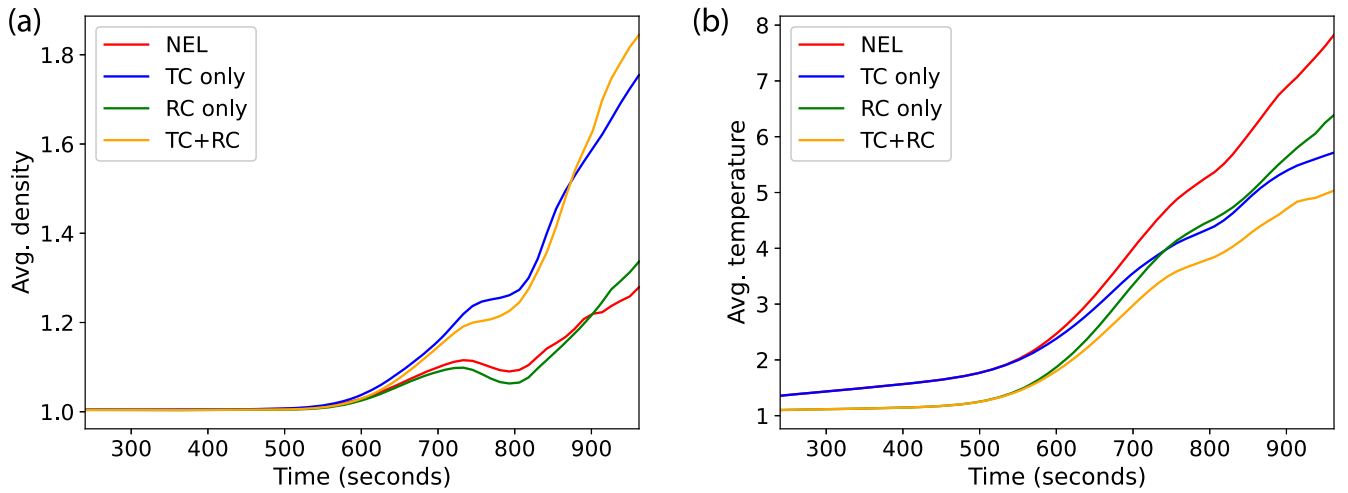 (a)
NEL
TC only
RC only
TC+RC
Avg. density
1.8
1.6
1.4
1.2
1.0
300 400 500 600 700 800 900
Time (seconds)
(b)
NEL
TC only
RC only
TC+RC
Avg. temperature
8
7
6
5
4
3
2
1
300 400 500 600 700 800 900
Time (seconds)